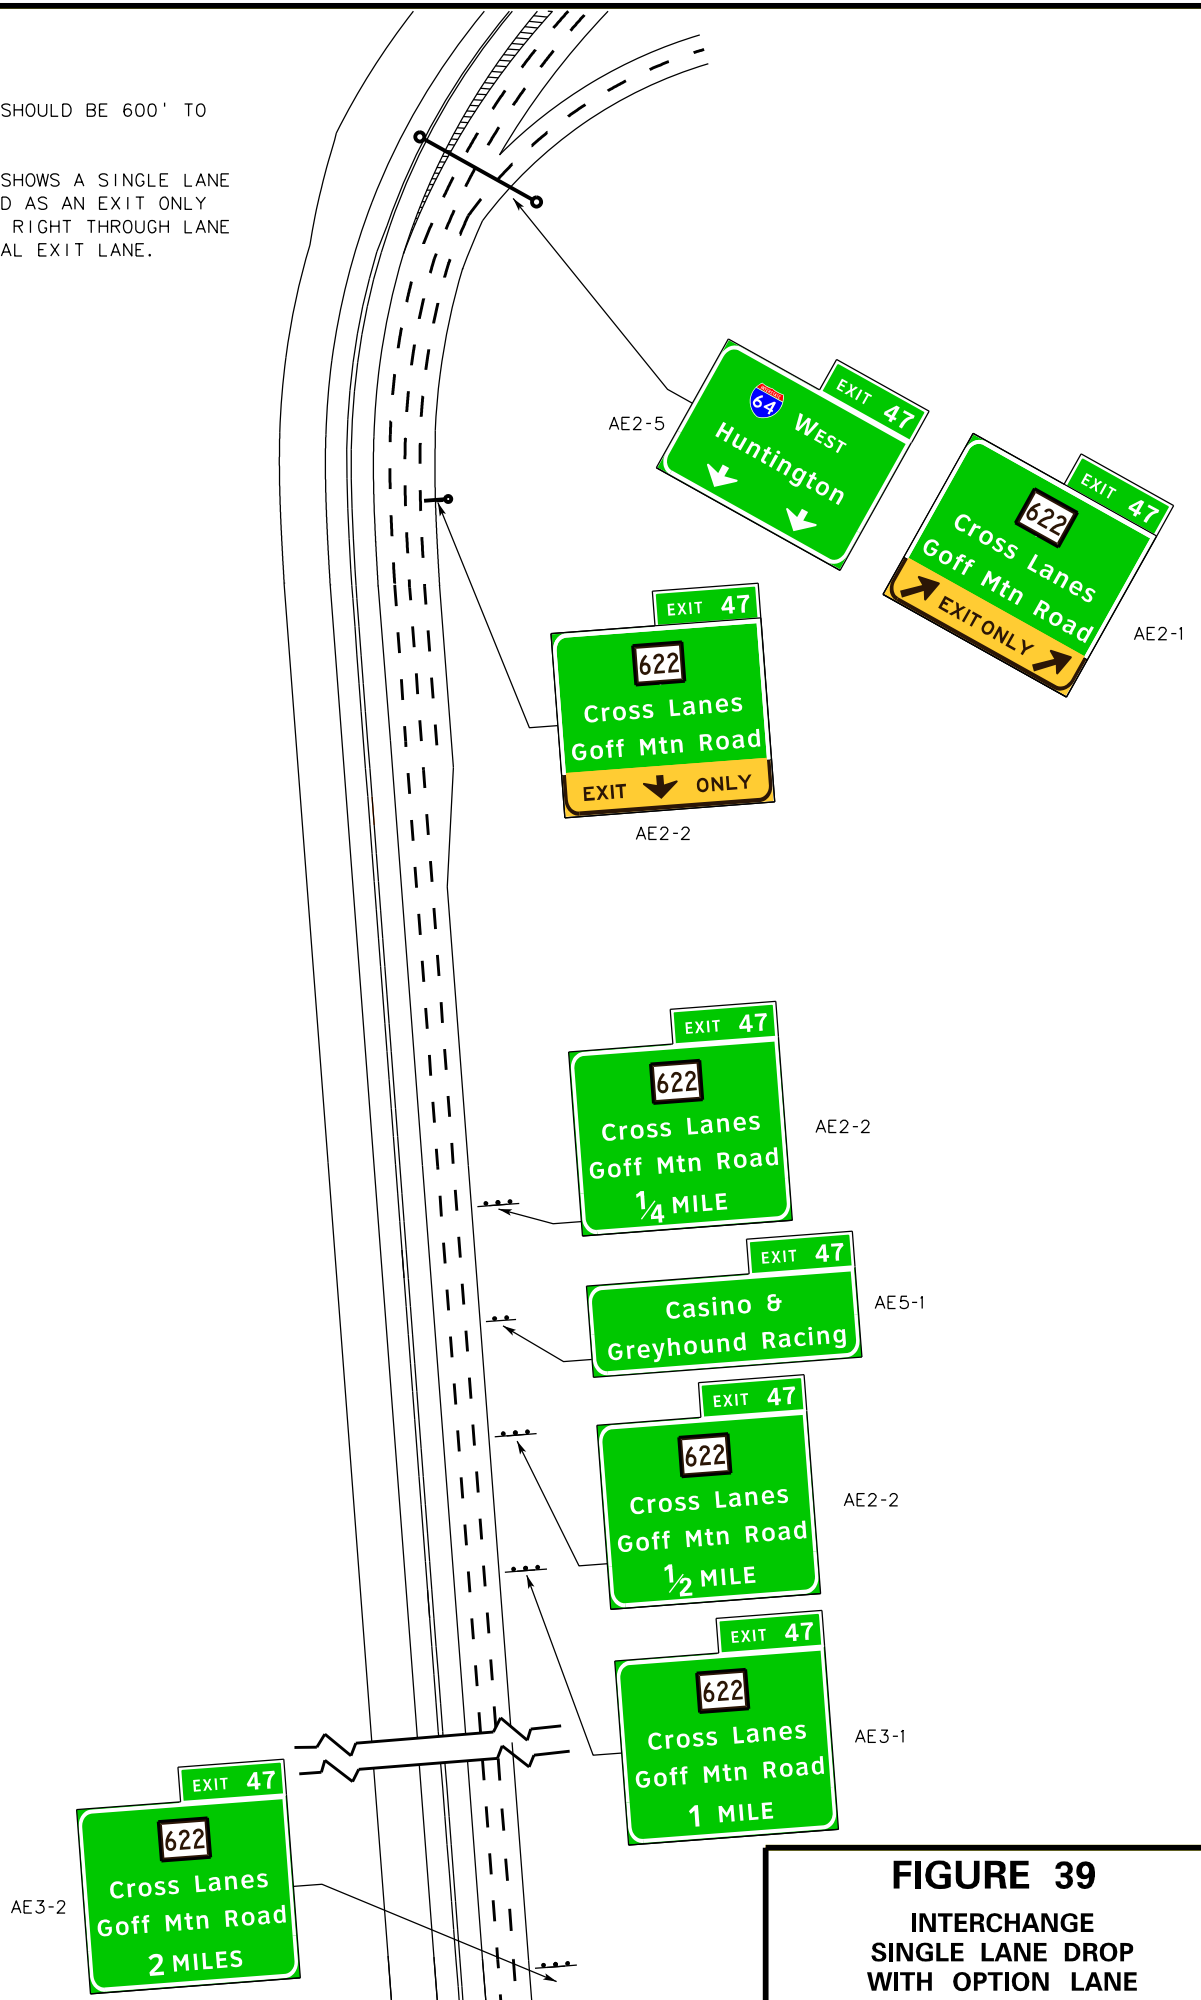 SHOULD BE 600' TO
SHOWS A SINGLE LANE
D AS AN EXIT ONLY
RIGHT THROUGH LANE
AL EXIT LANE.
EXIT 47
INTERSTATE
64 WEST
Huntington
AE2-5
EXIT 47
622
Cross Lanes
Goff Mtn Road
EXIT ONLY
AE2-1
EXIT 47
622
Cross Lanes
Goff Mtn Road
EXIT ONLY
AE2-2
EXIT 47
622
Cross Lanes
Goff Mtn Road
1/4 MILE
AE2-2
EXIT 47
Casino &
Greyhound Racing
AE5-1
EXIT 47
622
Cross Lanes
Goff Mtn Road
1/2 MILE
AE2-2
EXIT 47
622
Cross Lanes
Goff Mtn Road
1 MILE
AE3-1
EXIT 47
622
Cross Lanes
Goff Mtn Road
2 MILES
AE3-2
FIGURE 39
INTERCHANGE
SINGLE LANE DROP
WITH OPTION LANE